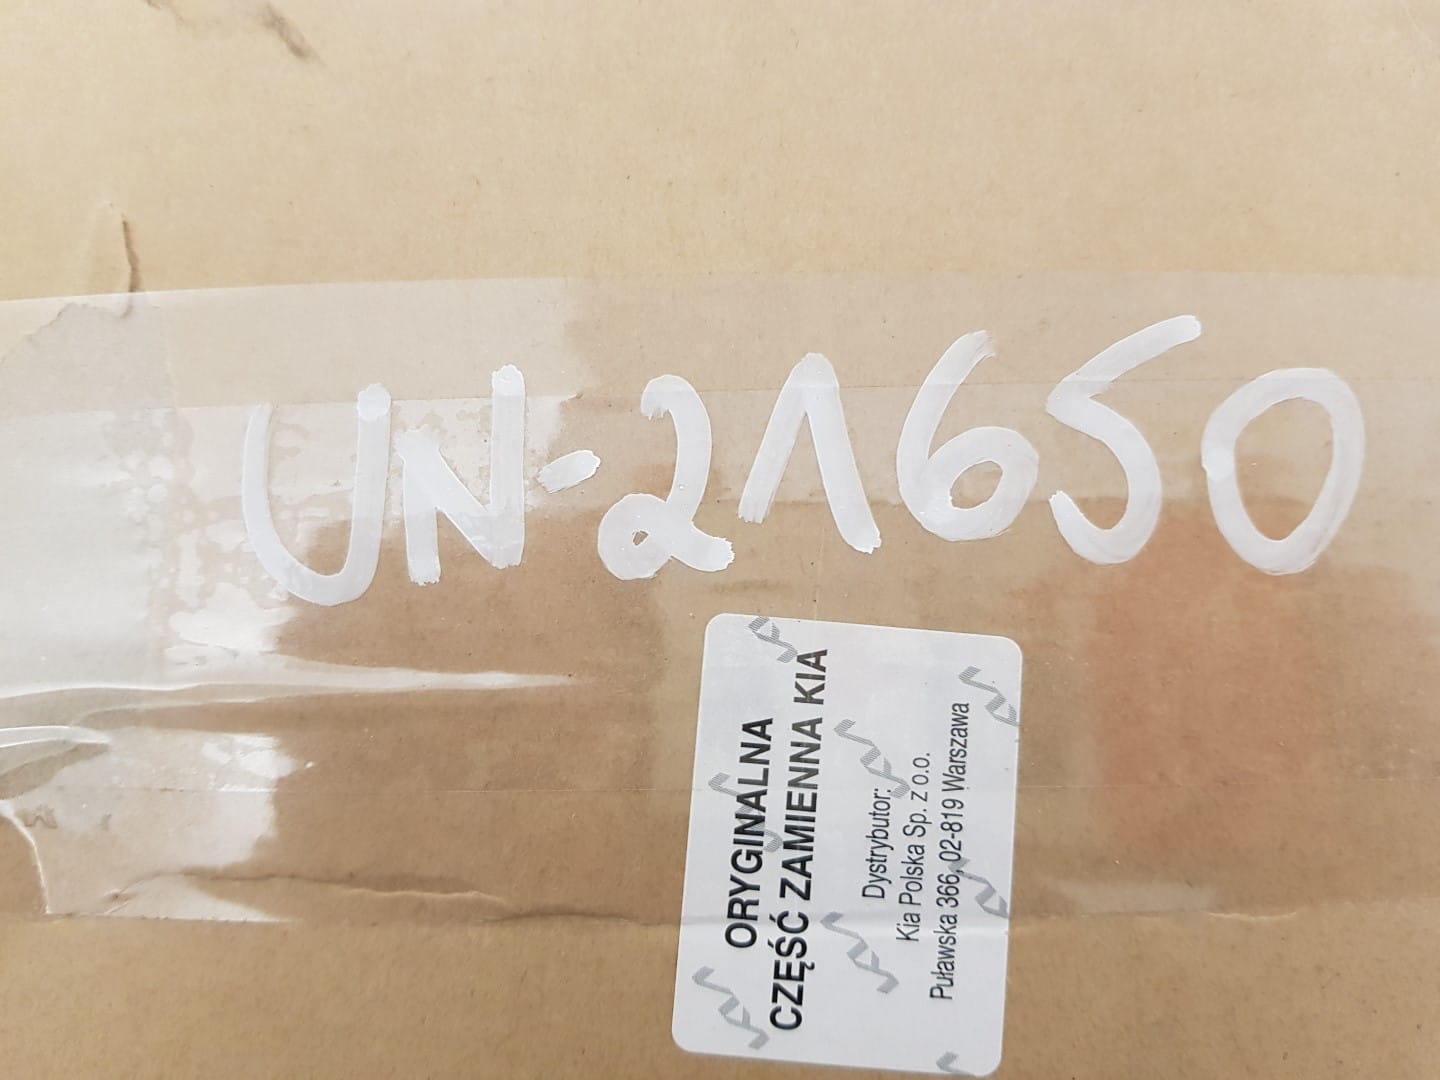 UN-21650
ORYGINALNA
CZĘŚĆ ZAMIENNA KIA
Dystrybutor:
Kia Polska Sp. z o.o.
Puławska 366, 02-819 Warszawa